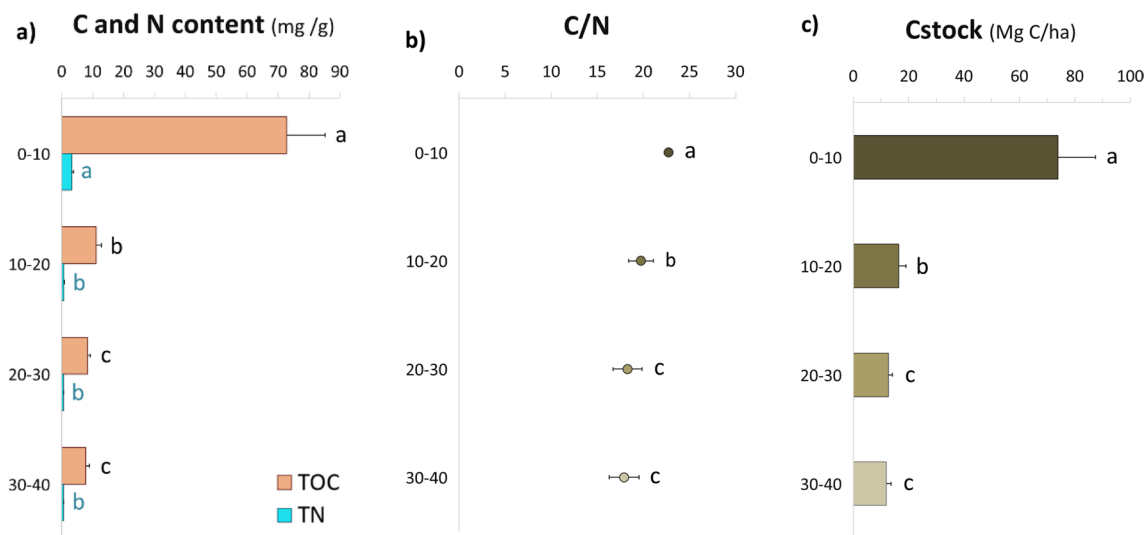 a)
C and N content (mg /g)
0 10 20 30 40 50 60 70 80 90
0-10
a
a
10-20
b
b
20-30
c
b
30-40
c
b
TOC
TN
b)
C/N
0 5 10 15 20 25 30
0-10
a
10-20
b
20-30
c
30-40
c
c)
Cstock (Mg C/ha)
0 20 40 60 80 100
0-10
a
10-20
b
20-30
c
30-40
c